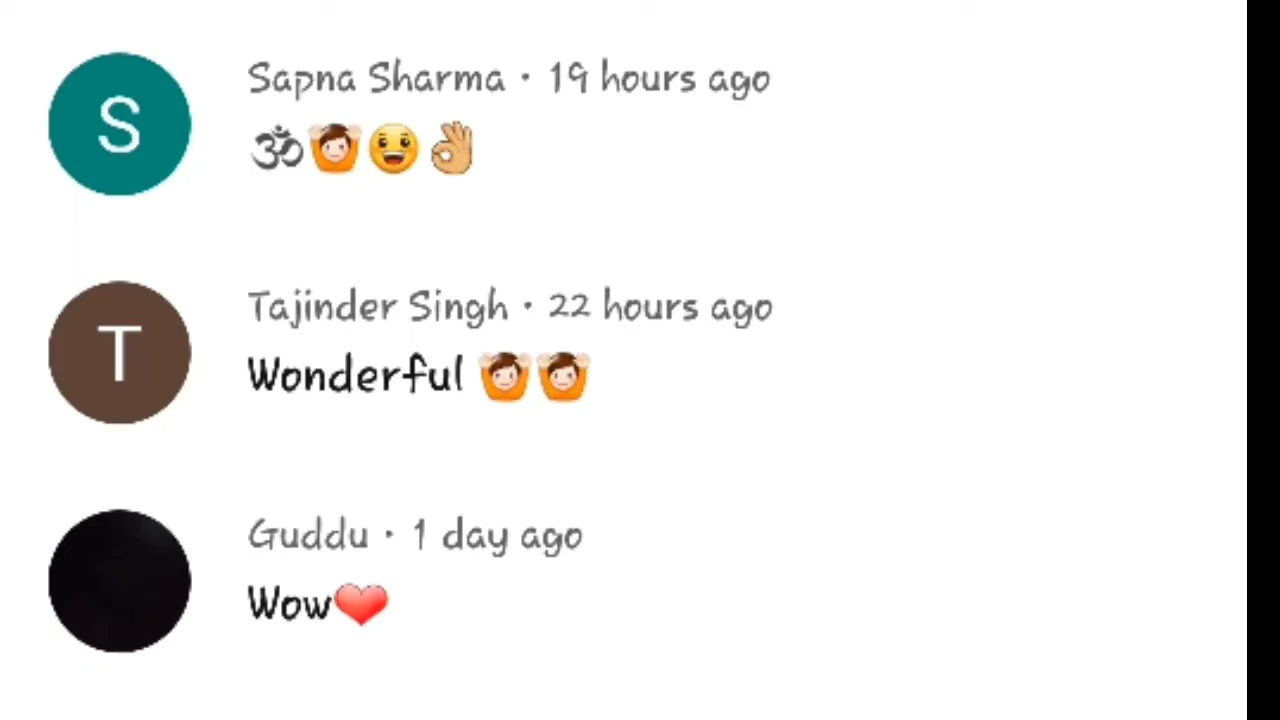 S
Sapna Sharma · 19 hours ago
ॐ🙆😀👌
T
Tajinder Singh · 22 hours ago
Wonderful 🙆🙆
Guddu · 1 day ago
Wow❤